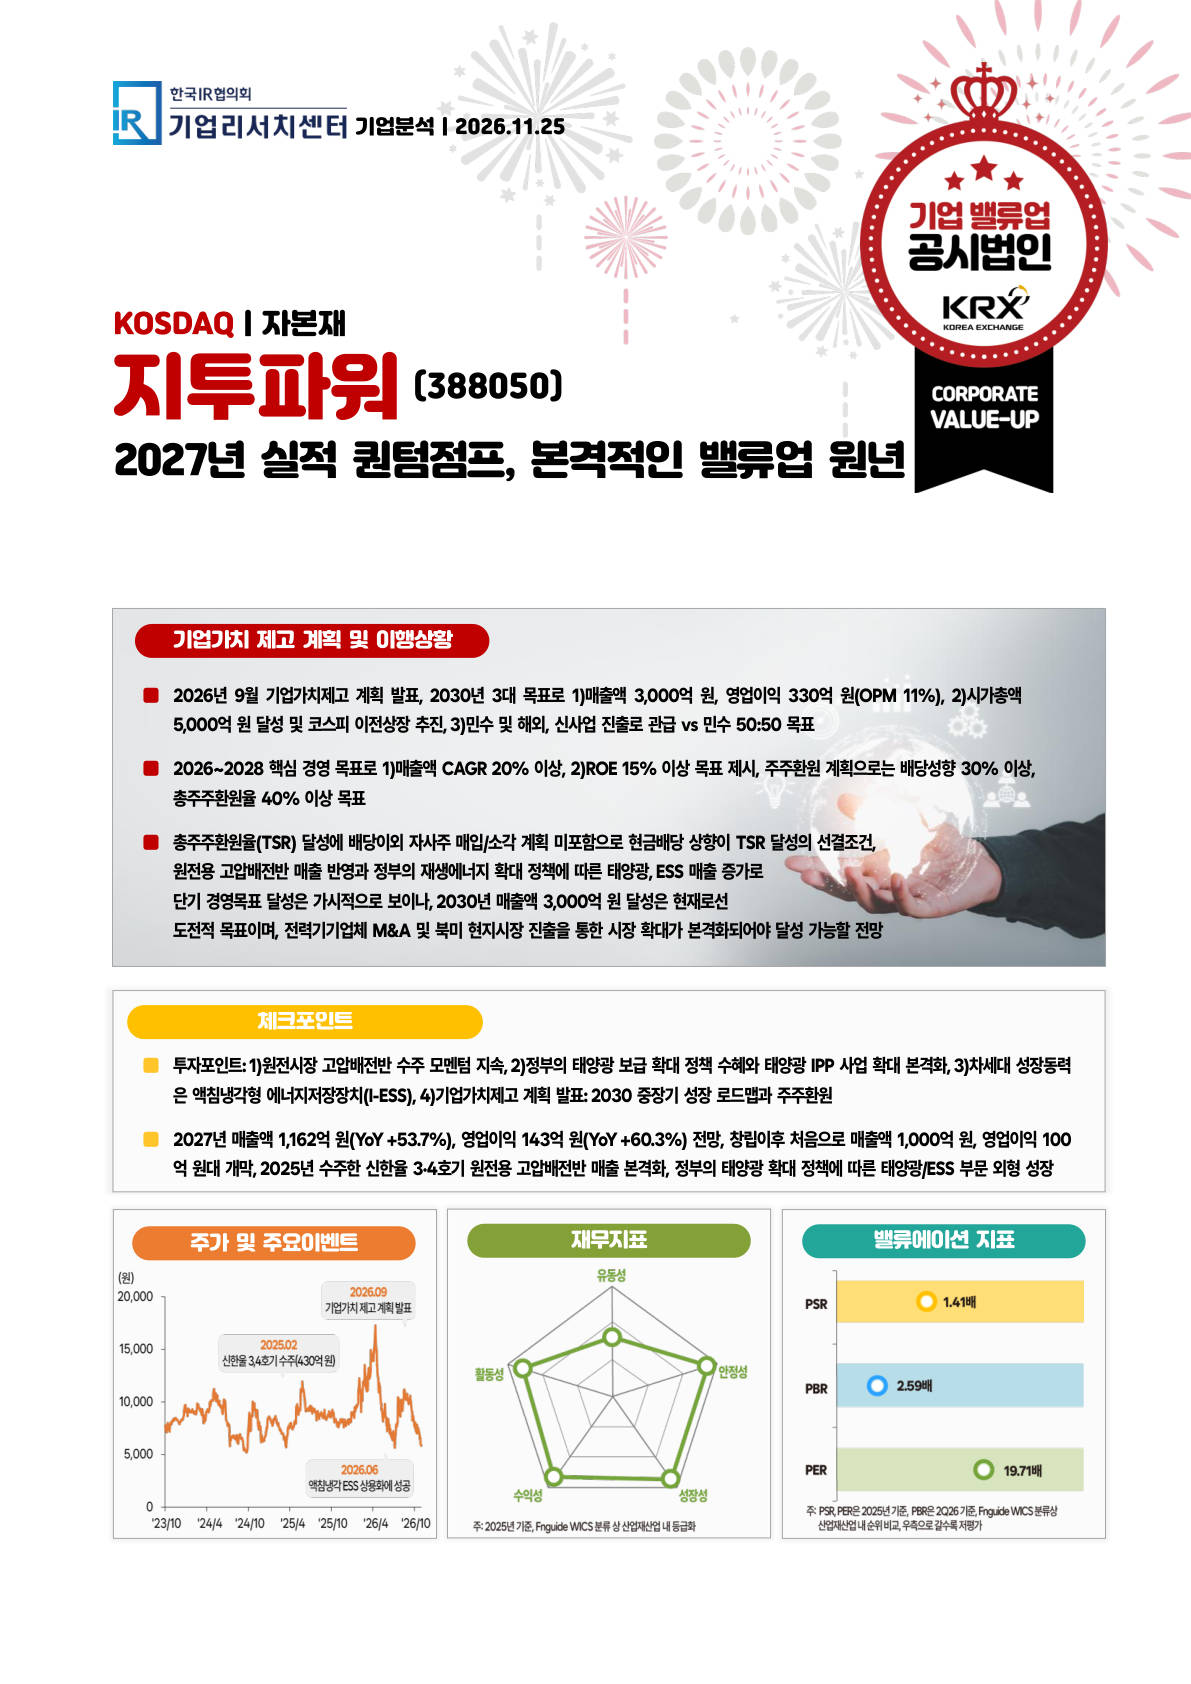 한국IR협의회
기업리서치센터 기업분석 | 2026.11.25
기업 밸류업
공시법인
KRX
KOREA EXCHANGE
CORPORATE
VALUE-UP
KOSDAQ | 자본재
지투파워 (388050)
2027년 실적 퀀텀점프, 본격적인 밸류업 원년
기업가치 제고 계획 및 이행상황
2026년 9월 기업가치제고 계획 발표, 2030년 3대 목표로 1)매출액 3,000억 원, 영업이익 330억 원(OPM 11%), 2)시가총액
5,000억 원 달성 및 코스피 이전상장 추진, 3)민수 및 해외, 신사업 진출로 관급 vs 민수 50:50 목표
2026~2028 핵심 경영 목표로 1)매출액 CAGR 20% 이상, 2)ROE 15% 이상 목표 제시, 주주환원 계획으로는 배당성향 30% 이상,
총주주환원율 40% 이상 목표
총주주환원율(TSR) 달성에 배당이외 자사주 매입/소각 계획 미포함으로 현금배당 상향이 TSR 달성의 선결조건,
원전용 고압배전반 매출 반영과 정부의 재생에너지 확대 정책에 따른 태양광, ESS 매출 증가로
단기 경영목표 달성은 가시적으로 보이나, 2030년 매출액 3,000억 원 달성은 현재로선
도전적 목표이며, 전력기기업체 M&A 및 북미 현지시장 진출을 통한 시장 확대가 본격화되어야 달성 가능할 전망
체크포인트
투자포인트: 1)원전시장 고압배전반 수주 모멘텀 지속, 2)정부의 태양광 보급 확대 정책 수혜와 태양광 IPP 사업 확대 본격화, 3)차세대 성장동력
은 액침냉각형 에너지저장장치(I-ESS), 4)기업가치제고 계획 발표: 2030 중장기 성장 로드맵과 주주환원
2027년 매출액 1,162억 원(YoY +53.7%), 영업이익 143억 원(YoY +60.3%) 전망, 창립이후 처음으로 매출액 1,000억 원, 영업이익 100
억 원대 개막, 2025년 수주한 신한율 3·4호기 원전용 고압배전반 매출 본격화, 정부의 태양광 확대 정책에 따른 태양광/ESS 부문 외형 성장
주가 및 주요이벤트
(원)
20,000
15,000
10,000
5,000
0
'23/10 '24/4 '24/10 '25/4 '25/10 '26/4 '26/10
2026.09
기업가치 제고 계획 발표
2025.02
신한울 3,4호기 수주(430억 원)
2026.06
액침냉각 ESS 상용화에 성공
재무지표
유동성
안정성
성장성
수익성
활동성
주: 2025년 기준, Fnguide WICS 분류 상 산업재산업 내 등급화
밸류에이션 지표
PSR 1.41배
PBR 2.59배
PER 19.71배
주: PSR, PER은 2025년 기준, PBR은 2Q26 기준, Fnguide WICS 분류상
산업재산업 내 순위 비교, 우측으로 갈수록 저평가